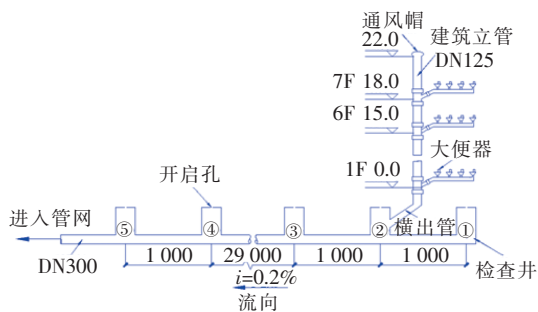 通风帽
22.0
建筑立管
DN125
7F 18.0
6F 15.0
大便器
1F 0.0
开启孔
横出管
进入管网
⑤ ④ ③ ② ①
DN300
1 000 29 000 1 000 1 000
检查井
i=0.2%
流向